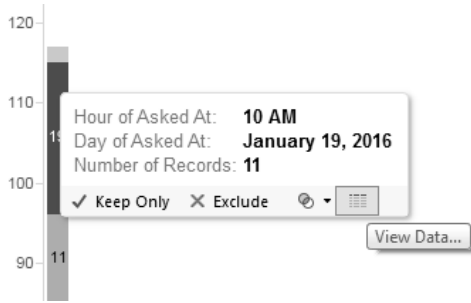 120
110
Hour of Asked At: 10 AM
19
Day of Asked At: January 19, 2016
Number of Records: 11
100
Keep Only Exclude
View Data...
90
11